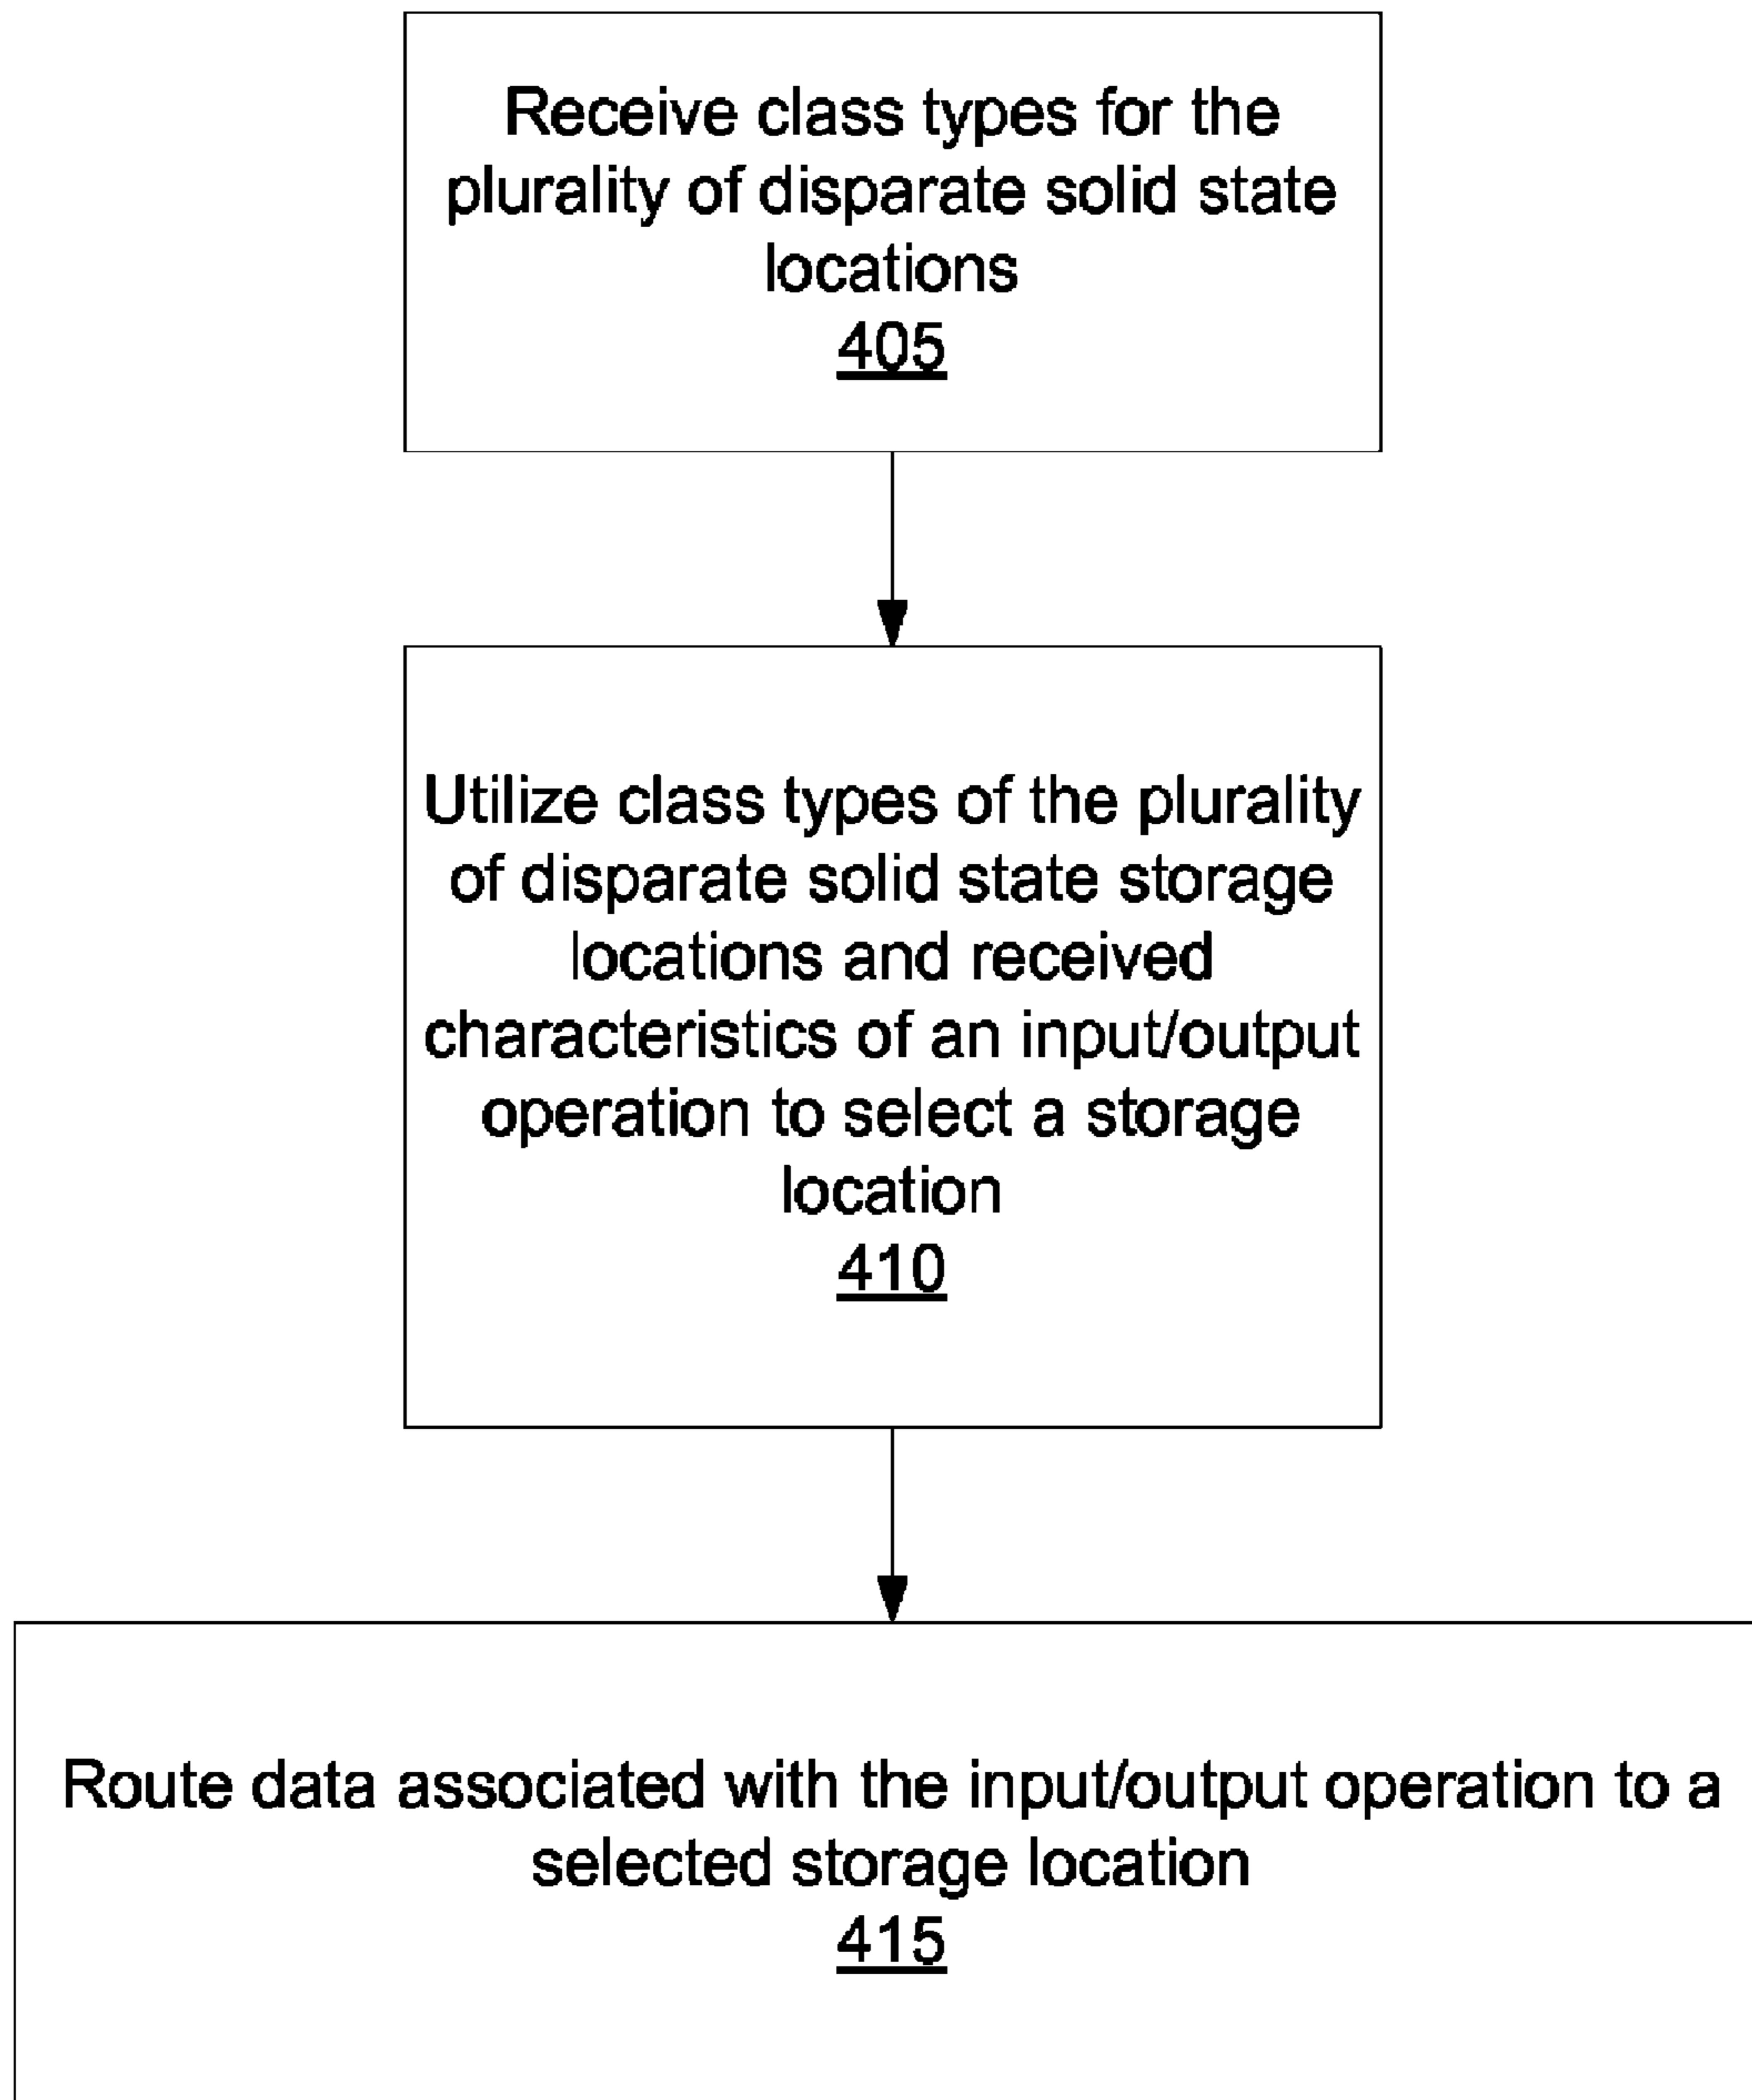 Receive class types for the
plurality of disparate solid state
locations
405
Utilize class types of the plurality
of disparate solid state storage
locations and received
characteristics of an input/output
operation to select a storage
location
410
Route data associated with the input/output operation to a
selected storage location
415